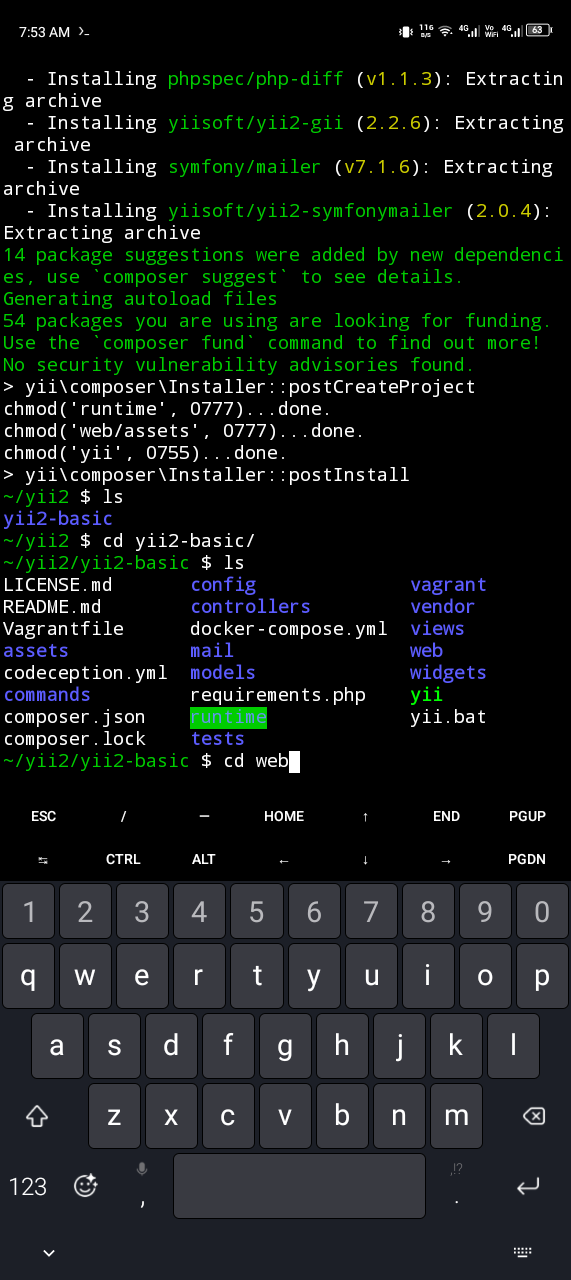 7:53 AM
116 B/S 4G Vo WiFi 4G 63
- Installing phpspec/php-diff (v1.1.3): Extractin
g archive
- Installing yiisoft/yii2-gii (2.2.6): Extracting
archive
- Installing symfony/mailer (v7.1.6): Extracting
archive
- Installing yiisoft/yii2-symfonymailer (2.0.4):
Extracting archive
14 package suggestions were added by new dependenci
es, use `composer suggest` to see details.
Generating autoload files
54 packages you are using are looking for funding.
Use the `composer fund` command to find out more!
No security vulnerability advisories found.
> yii\composer\Installer::postCreateProject
chmod('runtime', 0777)...done.
chmod('web/assets', 0777)...done.
chmod('yii', 0755)...done.
> yii\composer\Installer::postInstall
~/yii2 $ ls
yii2-basic
~/yii2 $ cd yii2-basic/
~/yii2/yii2-basic $ ls
LICENSE.md config vagrant
README.md controllers vendor
Vagrantfile docker-compose.yml views
assets mail web
codeception.yml models widgets
commands requirements.php yii
composer.json runtime yii.bat
composer.lock tests
~/yii2/yii2-basic $ cd web
ESC / — HOME ↑ END PGUP
↹ CTRL ALT ← ↓ → PGDN
1 2 3 4 5 6 7 8 9 0
q w e r t y u i o p
a s d f g h j k l
z x c v b n m
123 , ,!? .